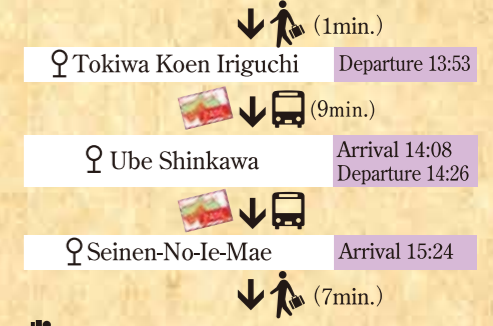 (1min.)
Tokiwa Koen Iriguchi Departure 13:53
(9min.)
Ube Shinkawa Arrival 14:08
Departure 14:26
Seinen-No-Ie-Mae Arrival 15:24
(7min.)